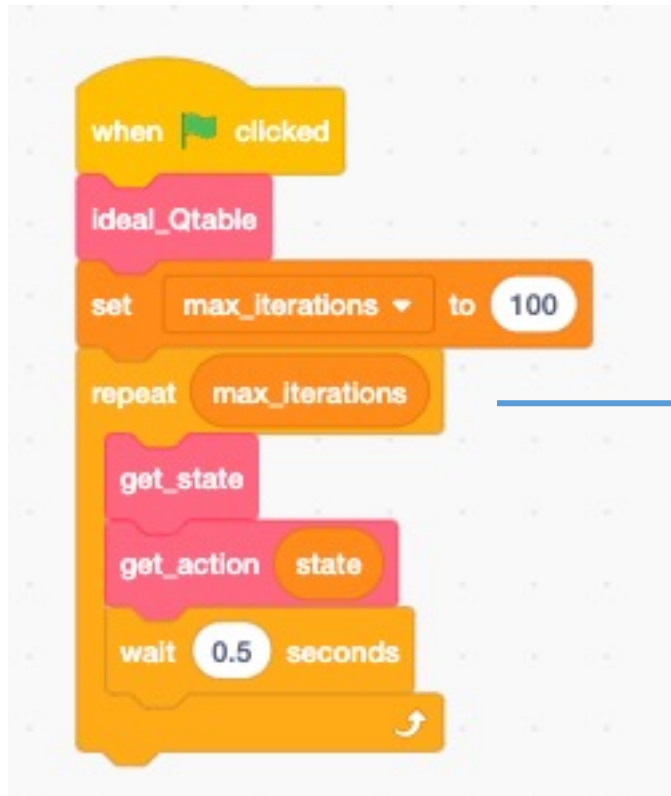 when clicked
ideal_Qtable
set max_iterations to 100
repeat max_iterations
get_state
get_action state
wait 0.5 seconds